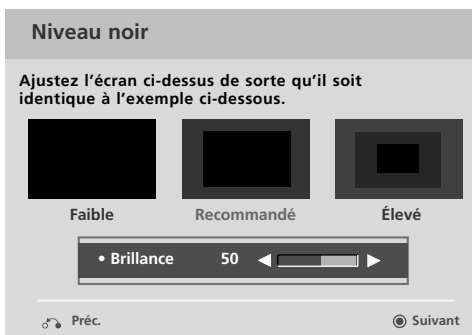 Niveau noir
Ajustez l'écran ci-dessus de sorte qu'il soit
identique à l'exemple ci-dessous.
Faible Recommandé Élevé
• Brillance 50 ◀ ▶
Préc. ◉ Suivant